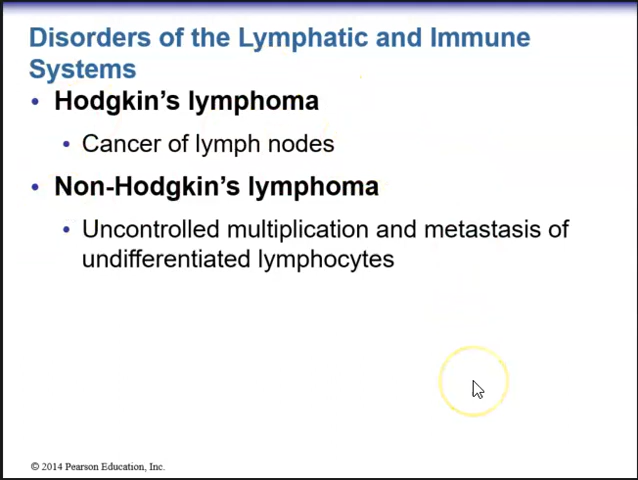 Disorders of the Lymphatic and Immune
Systems
• Hodgkin’s lymphoma
• Cancer of lymph nodes
• Non-Hodgkin’s lymphoma
• Uncontrolled multiplication and metastasis of
undifferentiated lymphocytes
© 2014 Pearson Education, Inc.